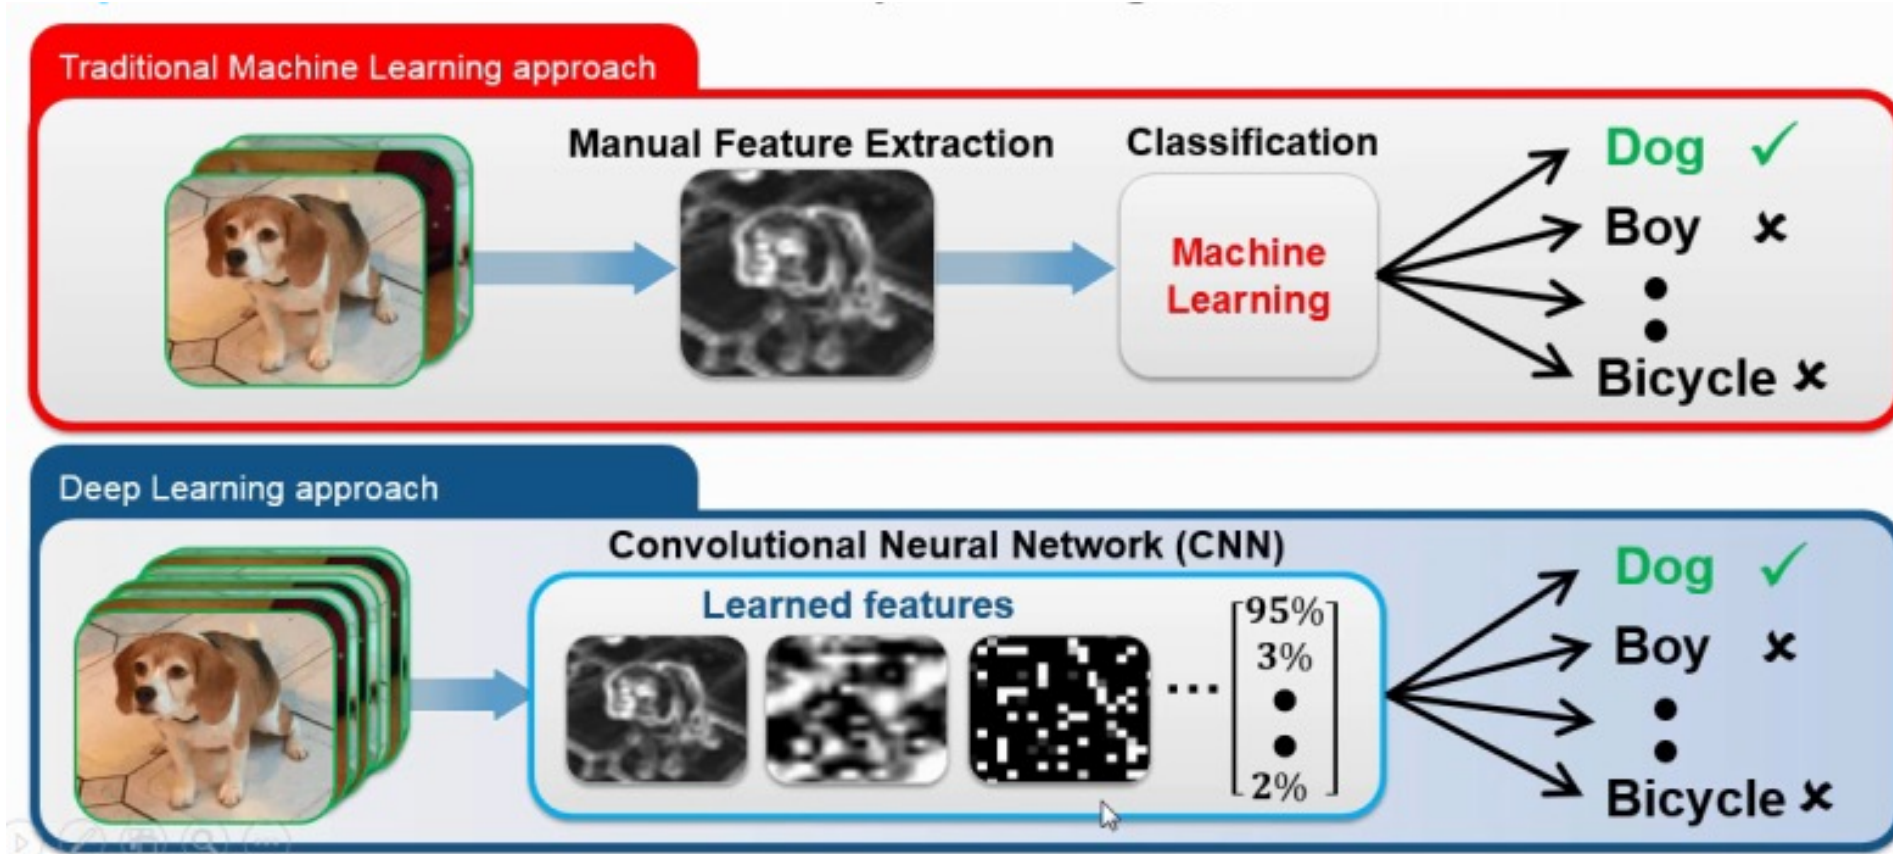 Traditional Machine Learning approach
Manual Feature Extraction
Classification
Machine
Learning
Dog ✓
Boy ✘
Bicycle ✘
Deep Learning approach
Convolutional Neural Network (CNN)
Learned features
95%
3%
2%
...
Dog ✓
Boy ✘
Bicycle ✘